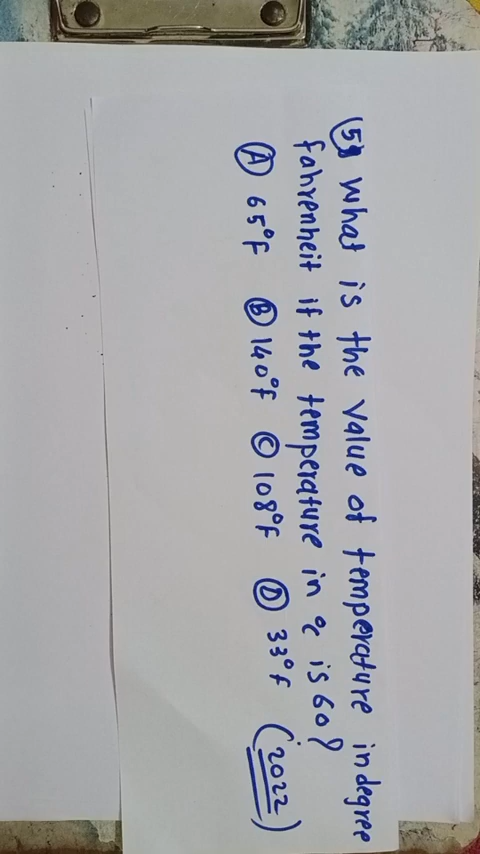 (5) What is the value of temperature in degree
fahrenheit if the temperature in °c is 60?
(A) 65°F (B) 140°F (C) 108°F (D) 33°F (2022)